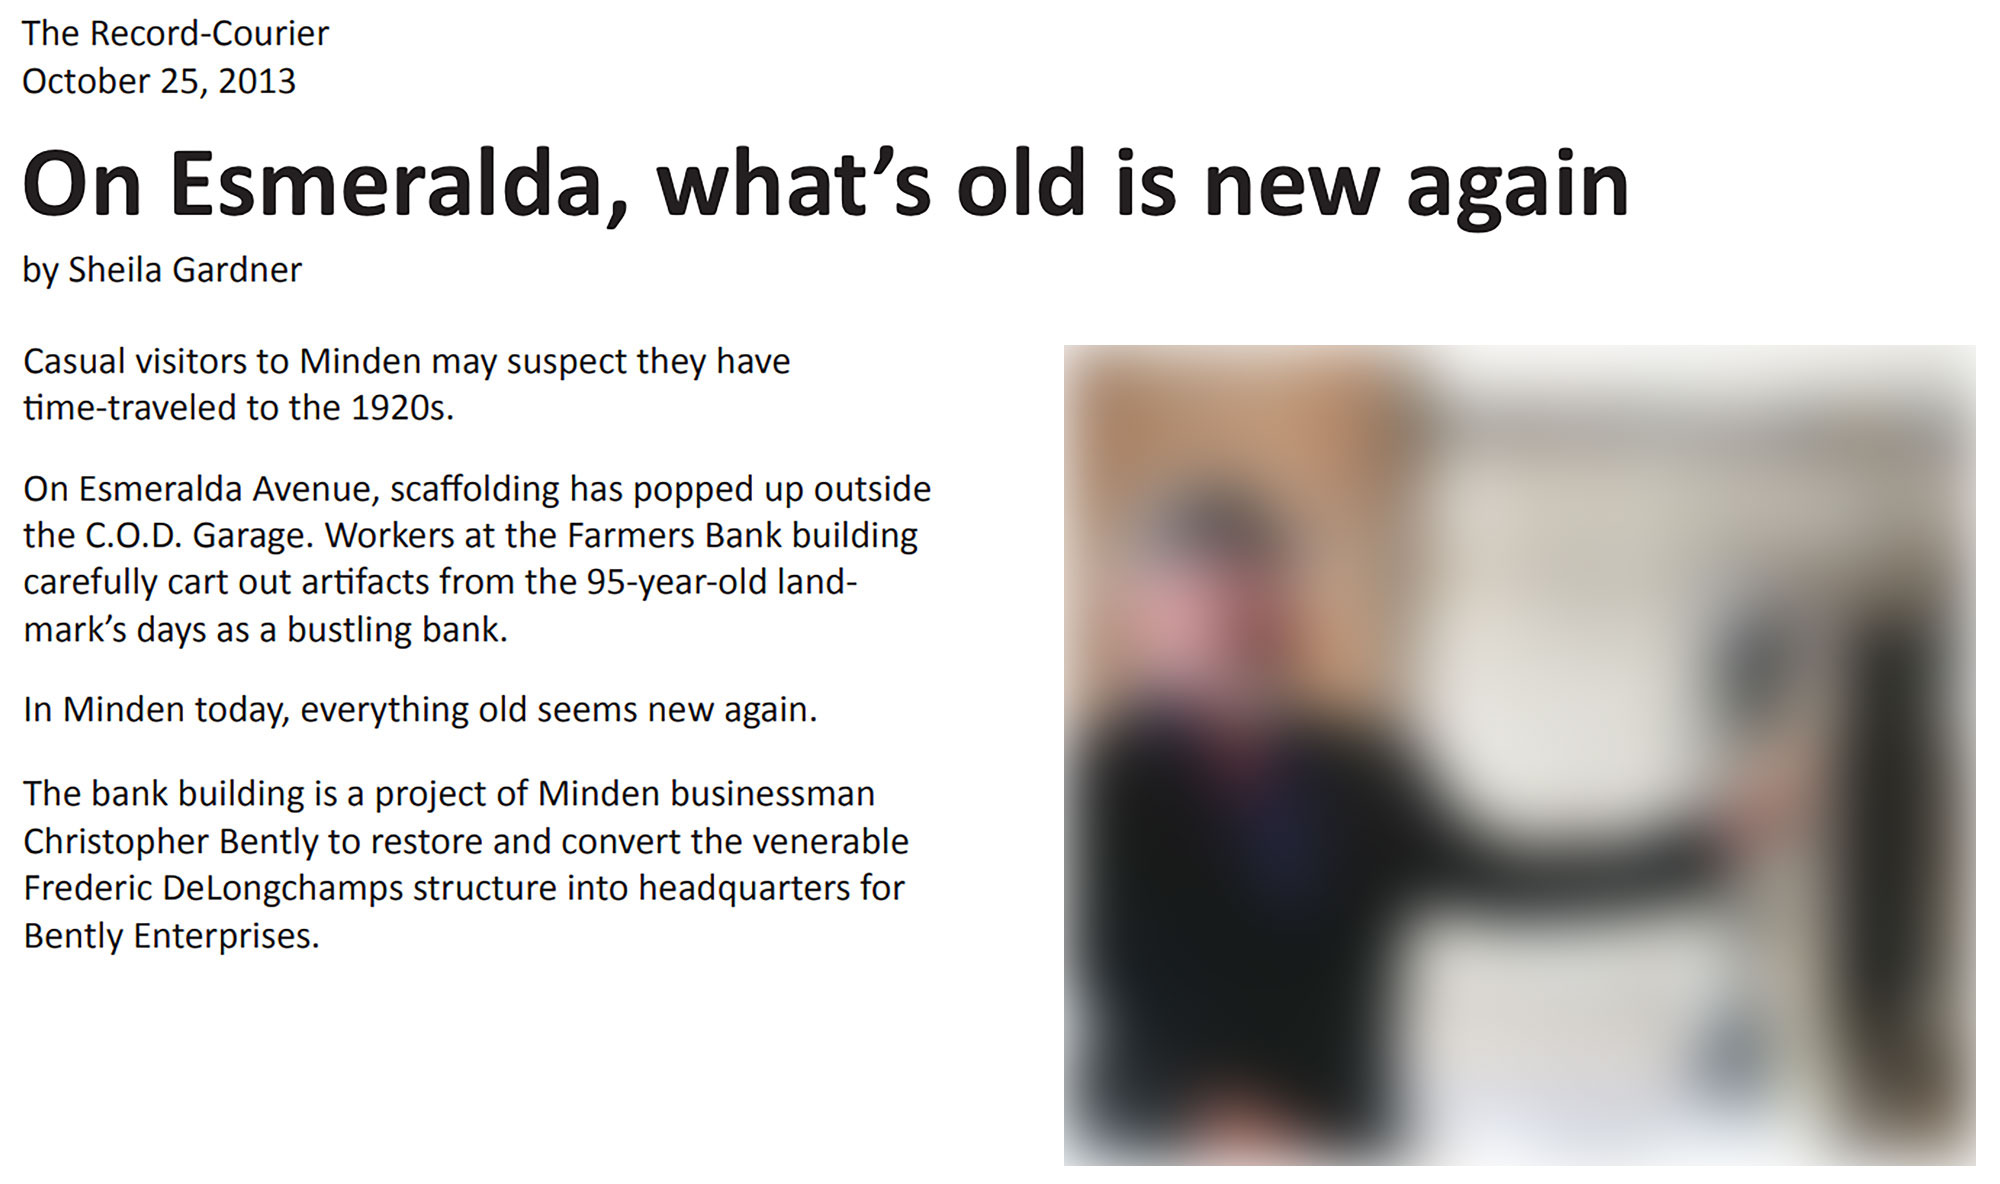 The Record-Courier
October 25, 2013
On Esmeralda, what’s old is new again
by Sheila Gardner
Casual visitors to Minden may suspect they have
time-traveled to the 1920s.
On Esmeralda Avenue, scaffolding has popped up outside
the C.O.D. Garage. Workers at the Farmers Bank building
carefully cart out artifacts from the 95-year-old land-
mark’s days as a bustling bank.
In Minden today, everything old seems new again.
The bank building is a project of Minden businessman
Christopher Bently to restore and convert the venerable
Frederic DeLongchamps structure into headquarters for
Bently Enterprises.